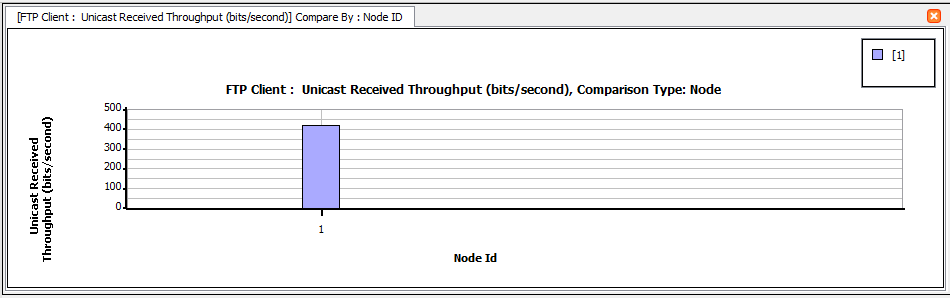 [FTP Client : Unicast Received Throughput (bits/second)] Compare By : Node ID
[1]
FTP Client : Unicast Received Throughput (bits/second), Comparison Type: Node
Unicast Received
Throughput (bits/second)
500
400
300
200
100
0
1
Node Id